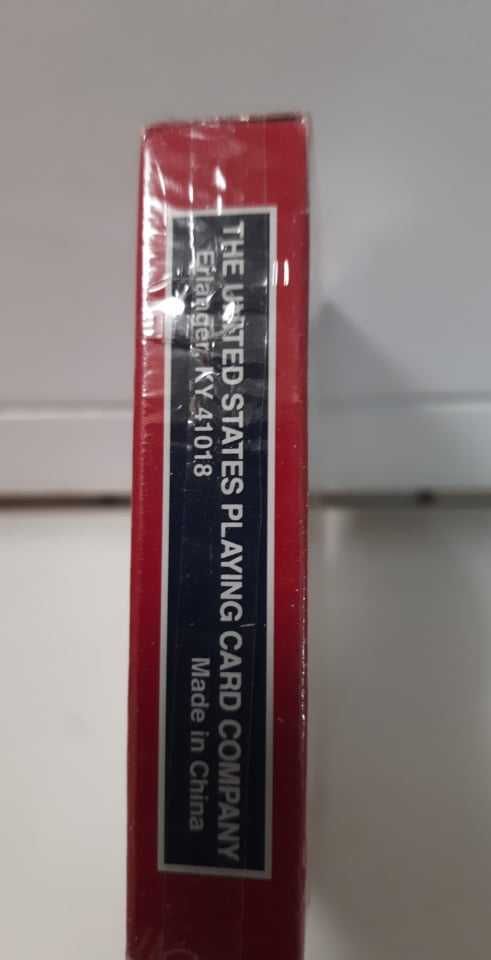 THE UNITED STATES PLAYING CARD COMPANY
Erlanger, KY 41018
Made in China